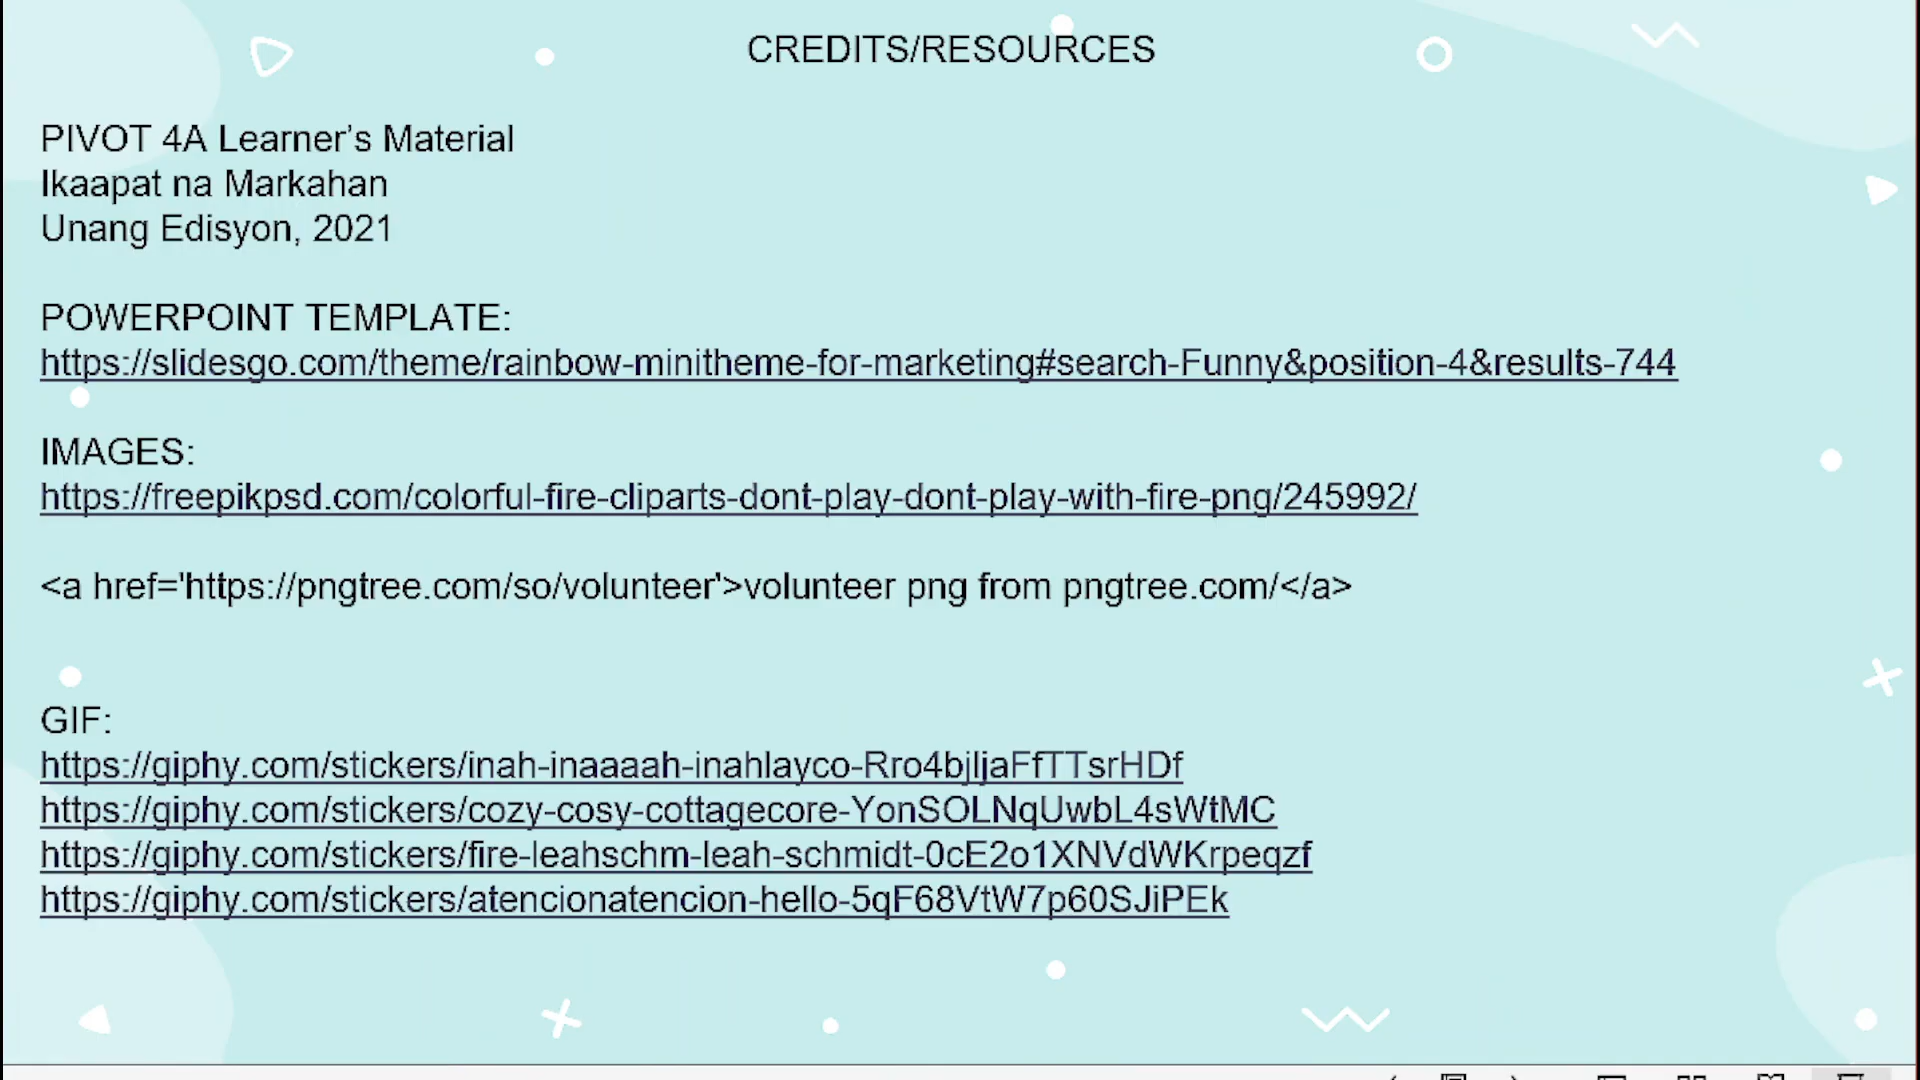 CREDITS/RESOURCES
PIVOT 4A Learner’s Material
Ikaapat na Markahan
Unang Edisyon, 2021
POWERPOINT TEMPLATE:
https://slidesgo.com/theme/rainbow-minitheme-for-marketing#search-Funny&position-4&results-744
IMAGES:
https://freepikpsd.com/colorful-fire-cliparts-dont-play-dont-play-with-fire-png/245992/
<a href='https://pngtree.com/so/volunteer'>volunteer png from pngtree.com/</a>
GIF:
https://giphy.com/stickers/inah-inaaaah-inahlayco-Rro4bjljaFfTTsrHDf
https://giphy.com/stickers/cozy-cosy-cottagecore-YonSOLNqUwbL4sWtMC
https://giphy.com/stickers/fire-leahschm-leah-schmidt-0cE2o1XNVdWKrpeqzf
https://giphy.com/stickers/atencionatencion-hello-5qF68VtW7p60SJiPEk